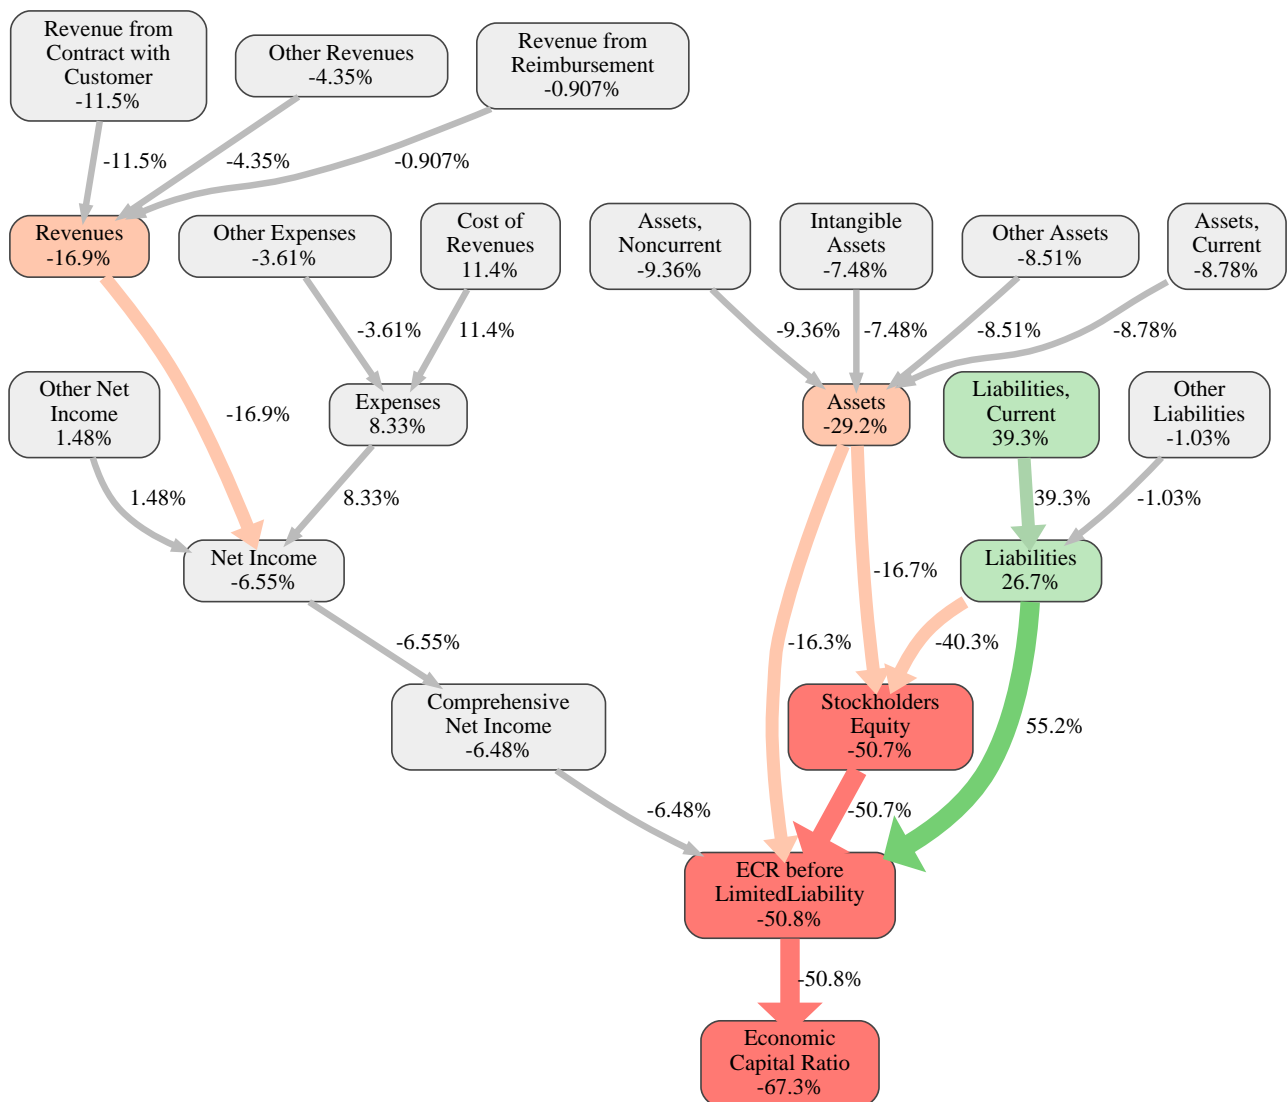 Revenue from
Contract with
Customer
-11.5%
Other Revenues
-4.35%
Revenue from
Reimbursement
-0.907%
-11.5%
-4.35%
-0.907%
Revenues
-16.9%
Other Expenses
-3.61%
Cost of
Revenues
11.4%
Assets,
Noncurrent
-9.36%
Intangible
Assets
-7.48%
Other Assets
-8.51%
Assets,
Current
-8.78%
-3.61%
11.4%
-9.36%
-7.48%
-8.51%
-8.78%
Other Net
Income
1.48%
-16.9%
Expenses
8.33%
Assets
-29.2%
Liabilities,
Current
39.3%
Other
Liabilities
-1.03%
1.48%
8.33%
39.3%
-1.03%
Net Income
-6.55%
-16.7%
Liabilities
26.7%
-6.55%
-16.3%
-40.3%
Comprehensive
Net Income
-6.48%
Stockholders
Equity
-50.7%
55.2%
-6.48%
-50.7%
ECR before
LimitedLiability
-50.8%
-50.8%
Economic
Capital Ratio
-67.3%